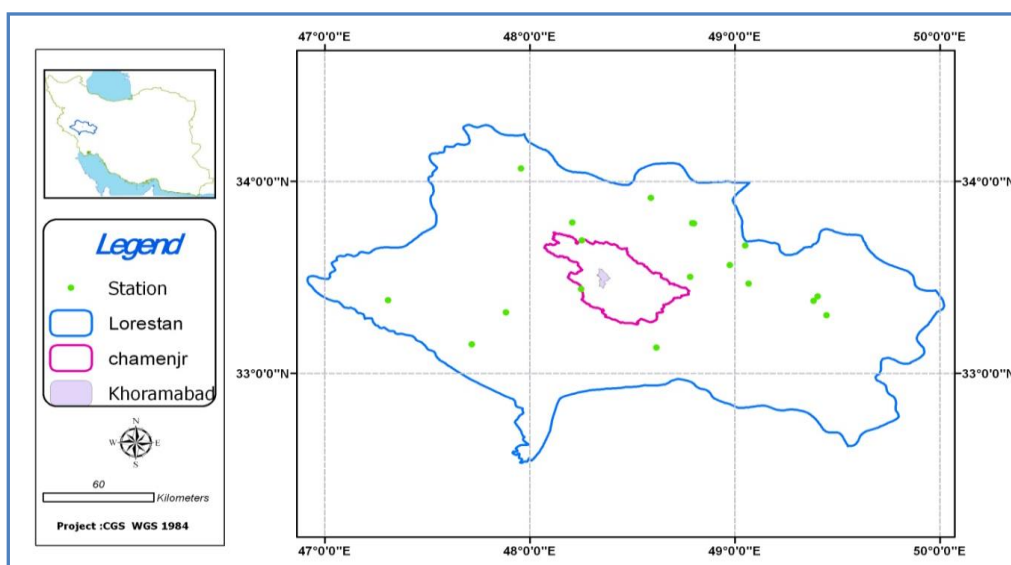 47°0'0"E 48°0'0"E 49°0'0"E 50°0'0"E
34°0'0"N 34°0'0"N
33°0'0"N 33°0'0"N
47°0'0"E 48°0'0"E 49°0'0"E 50°0'0"E
Legend
Station
Lorestan
chamenjr
Khoramabad
N
W E
S
60
Kilometers
Project :CGS WGS 1984